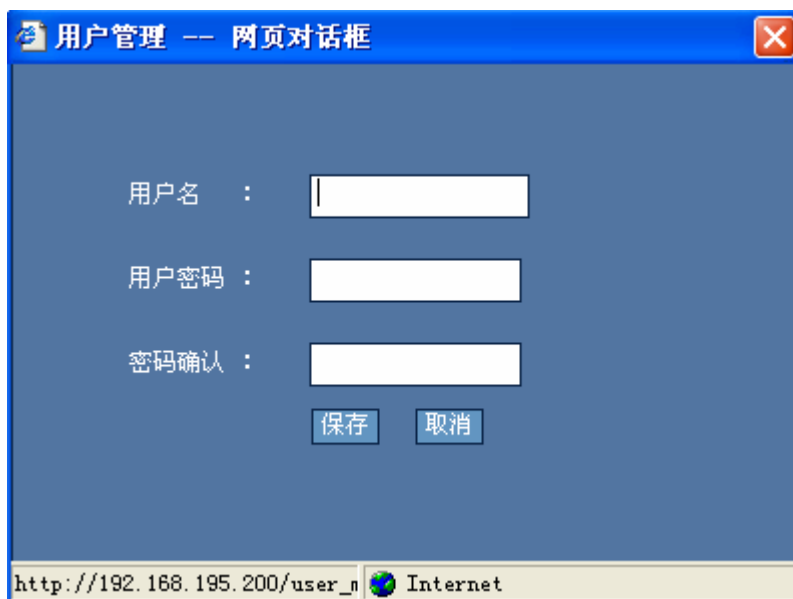 用户管理 -- 网页对话框
用户名 :
用户密码 :
密码确认 :
保存 取消
http://192.168.195.200/user_ Internet